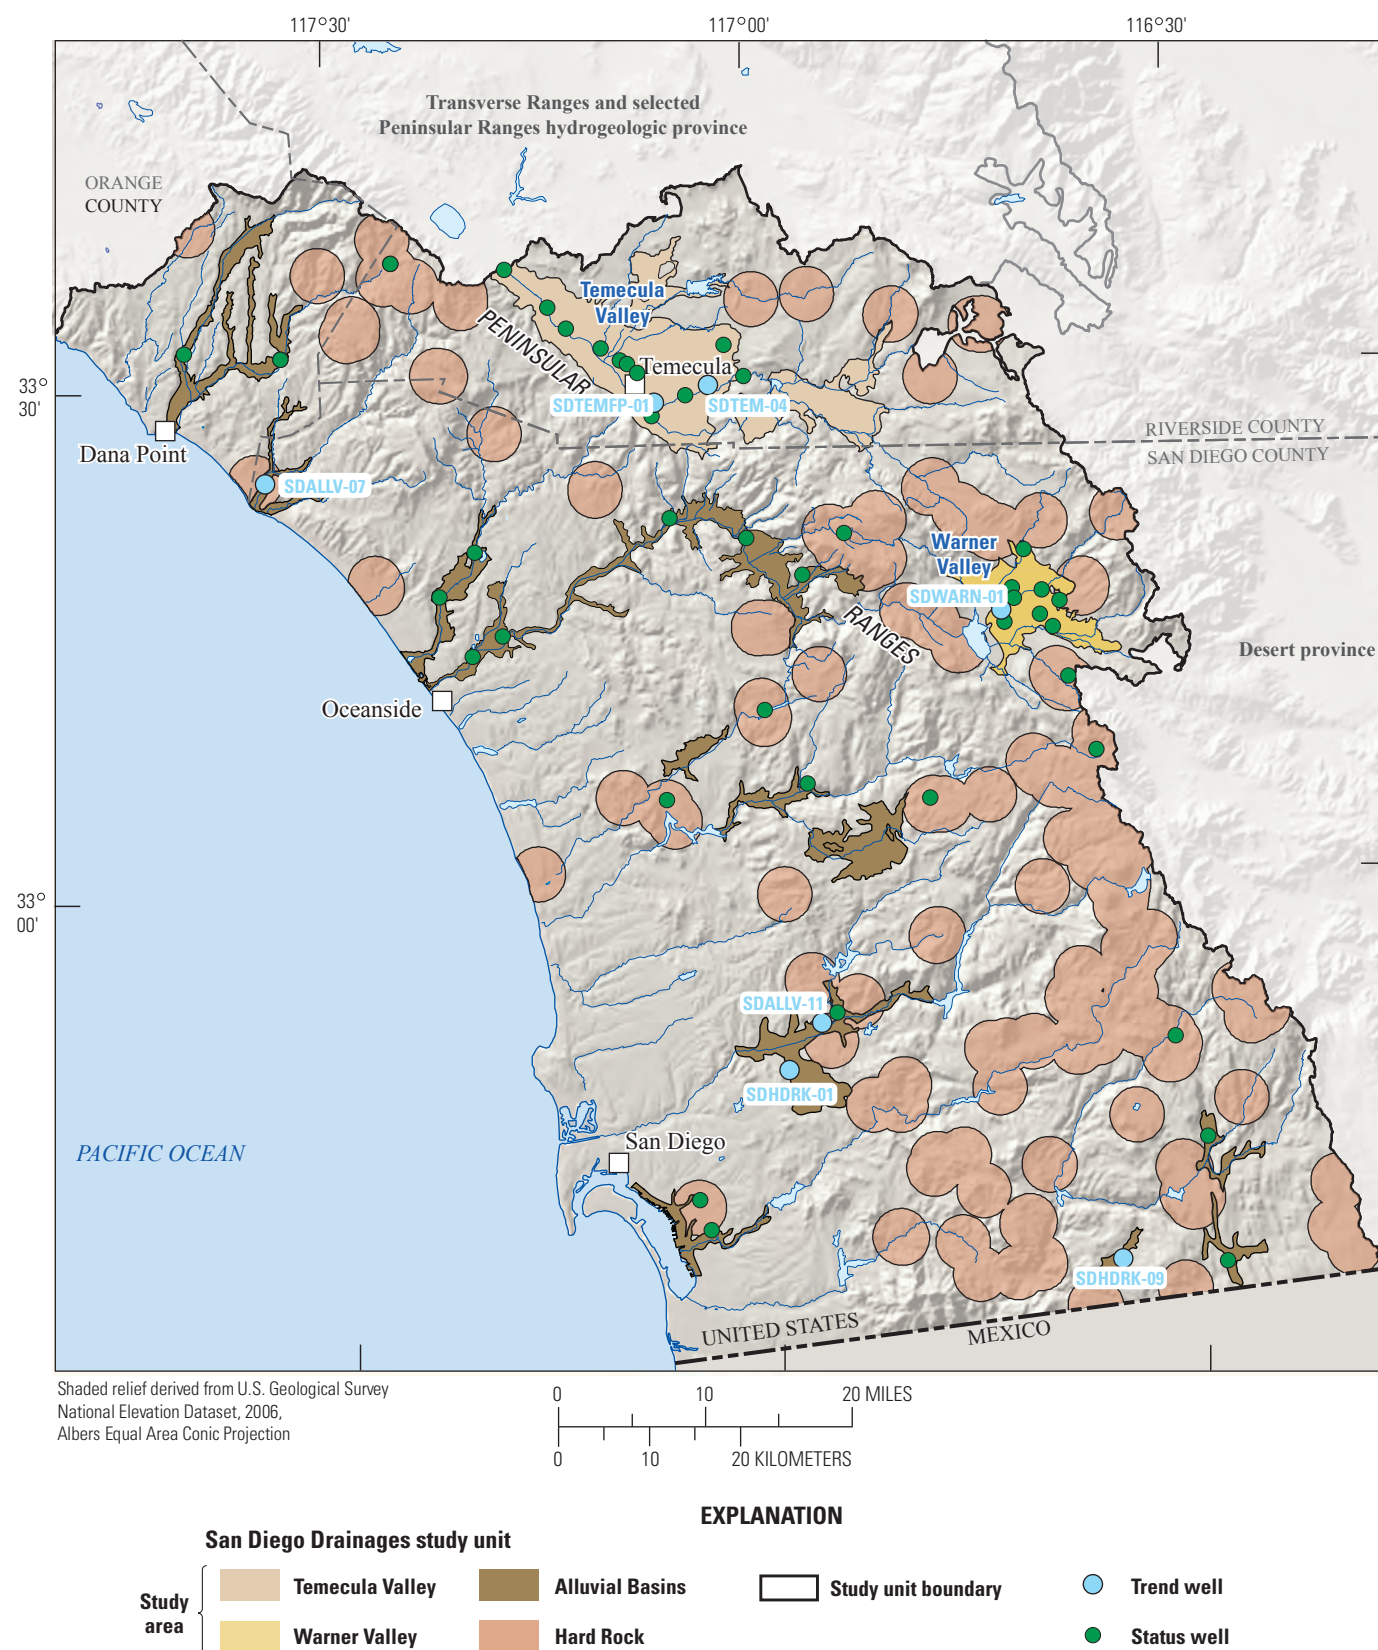 117°30'
117°00'
116°30'
Transverse Ranges and selected
Peninsular Ranges hydrogeologic province
ORANGE
COUNTY
Temecula
Valley
PENINSULAR
Temecula
33°
30'
SDTEMFP-01
SDTEM-04
RIVERSIDE COUNTY
SAN DIEGO COUNTY
Dana Point
SDALLV-07
Warner
Valley
SDWARN-01
RANGES
Desert province
Oceanside
33°
00'
SDALLV-11
SDHDRK-01
San Diego
PACIFIC OCEAN
SDHDRK-09
UNITED STATES
MEXICO
Shaded relief derived from U.S. Geological Survey
National Elevation Dataset, 2006,
Albers Equal Area Conic Projection
0 10 20 MILES
0 10 20 KILOMETERS
EXPLANATION
San Diego Drainages study unit
Study
area
Temecula Valley
Alluvial Basins
Study unit boundary
Trend well
Warner Valley
Hard Rock
Status well